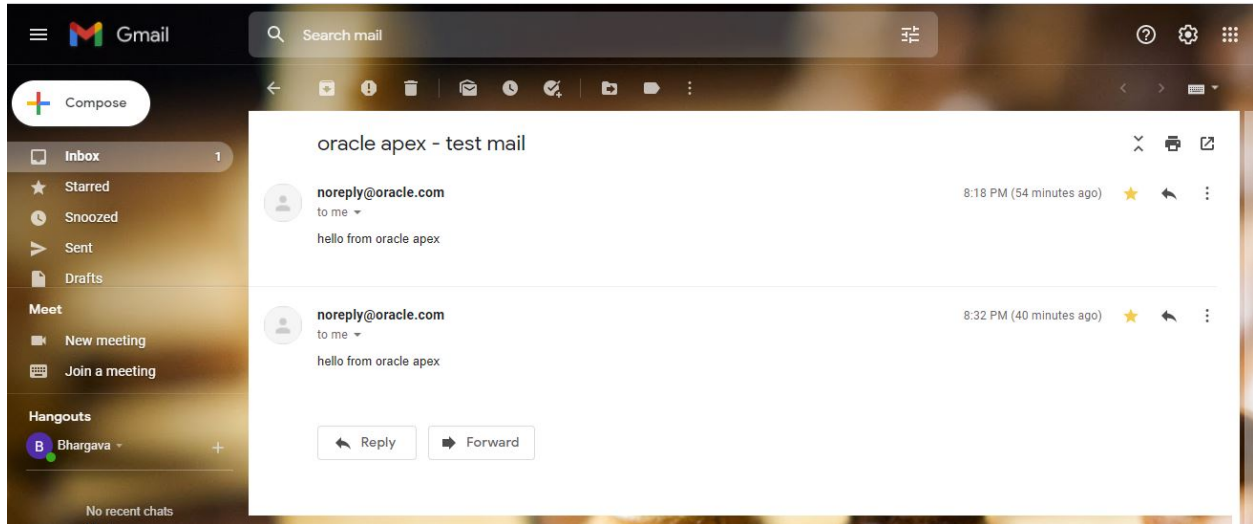 Gmail
Search mail
Compose
Inbox 1
Starred
Snoozed
Sent
Drafts
Meet
New meeting
Join a meeting
Hangouts
B Bhargava
No recent chats
oracle apex - test mail
noreply@oracle.com 8:18 PM (54 minutes ago)
to me
hello from oracle apex
noreply@oracle.com 8:32 PM (40 minutes ago)
to me
hello from oracle apex
Reply Forward